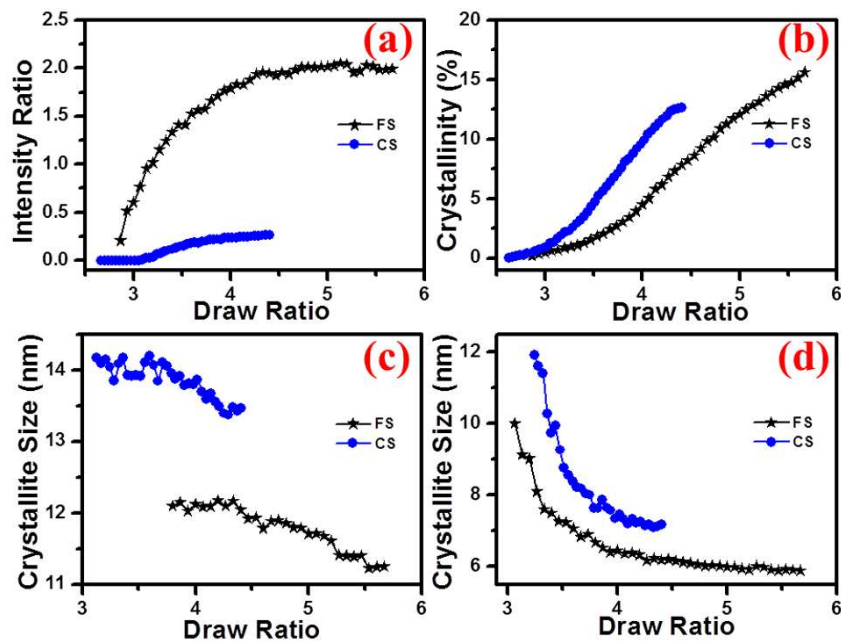 (a)
Intensity Ratio
2.5
2.0
1.5
1.0
0.5
0.0
FS
CS
3
4
5
6
Draw Ratio
(b)
Crystallinity (%)
20
15
10
5
0
FS
CS
3
4
5
6
Draw Ratio
(c)
Crystallite Size (nm)
14
13
12
11
FS
CS
3
4
5
6
Draw Ratio
(d)
Crystallite Size (nm)
12
10
8
6
FS
CS
3
4
5
6
Draw Ratio